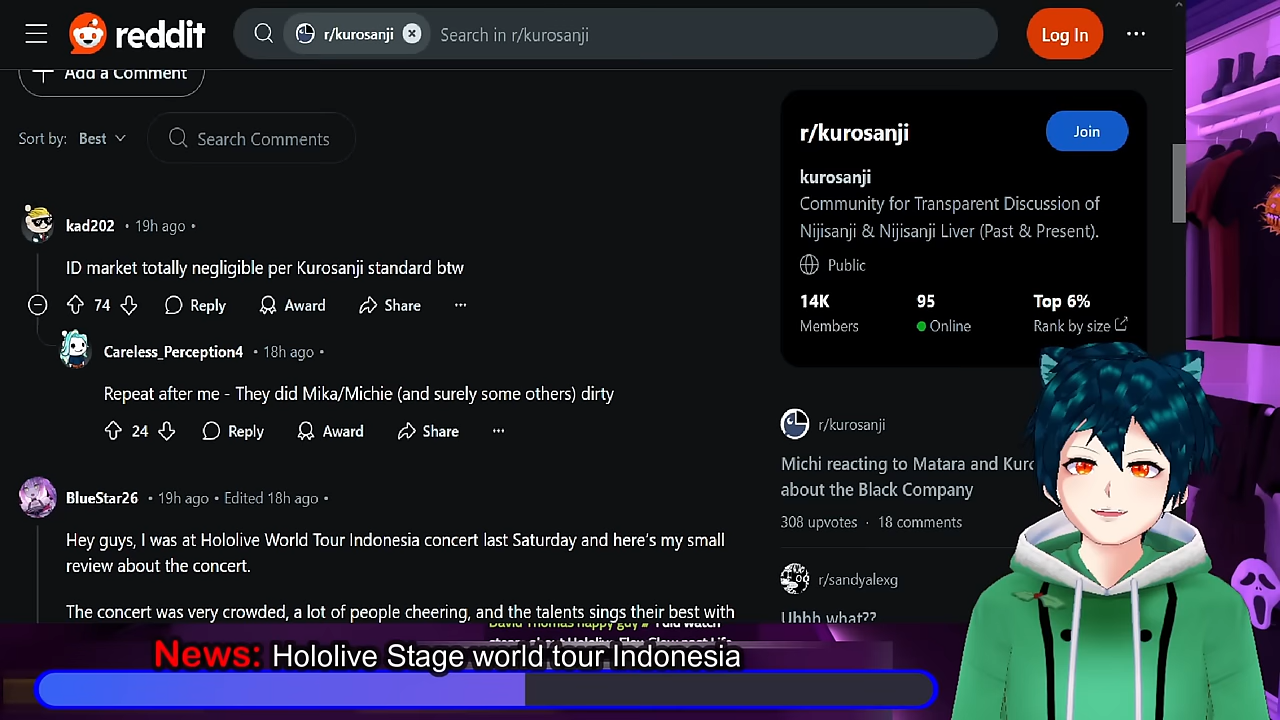 reddit
r/kurosanji
Search in r/kurosanji
Log In
Add a Comment
Sort by: Best
Search Comments
kad202 • 19h ago •
ID market totally negligible per Kurosanji standard btw
74
Reply
Award
Share
Careless_Perception4 • 18h ago •
Repeat after me - They did Mika/Michie (and surely some others) dirty
24
Reply
Award
Share
BlueStar26 • 19h ago • Edited 18h ago •
Hey guys, I was at Hololive World Tour Indonesia concert last Saturday and here's my small
review about the concert.
The concert was very crowded, a lot of people cheering, and the talents sings their best with
r/kurosanji
Join
kurosanji
Community for Transparent Discussion of
Nijisanji & Nijisanji Liver (Past & Present).
Public
14K
Members
95
Online
Top 6%
Rank by size
r/kurosanji
Michi reacting to Matara and Kuro
about the Black Company
308 upvotes · 18 comments
r/sandyalexg
Uhhh what??
David Thomas happy guy
News: Hololive Stage world tour Indonesia